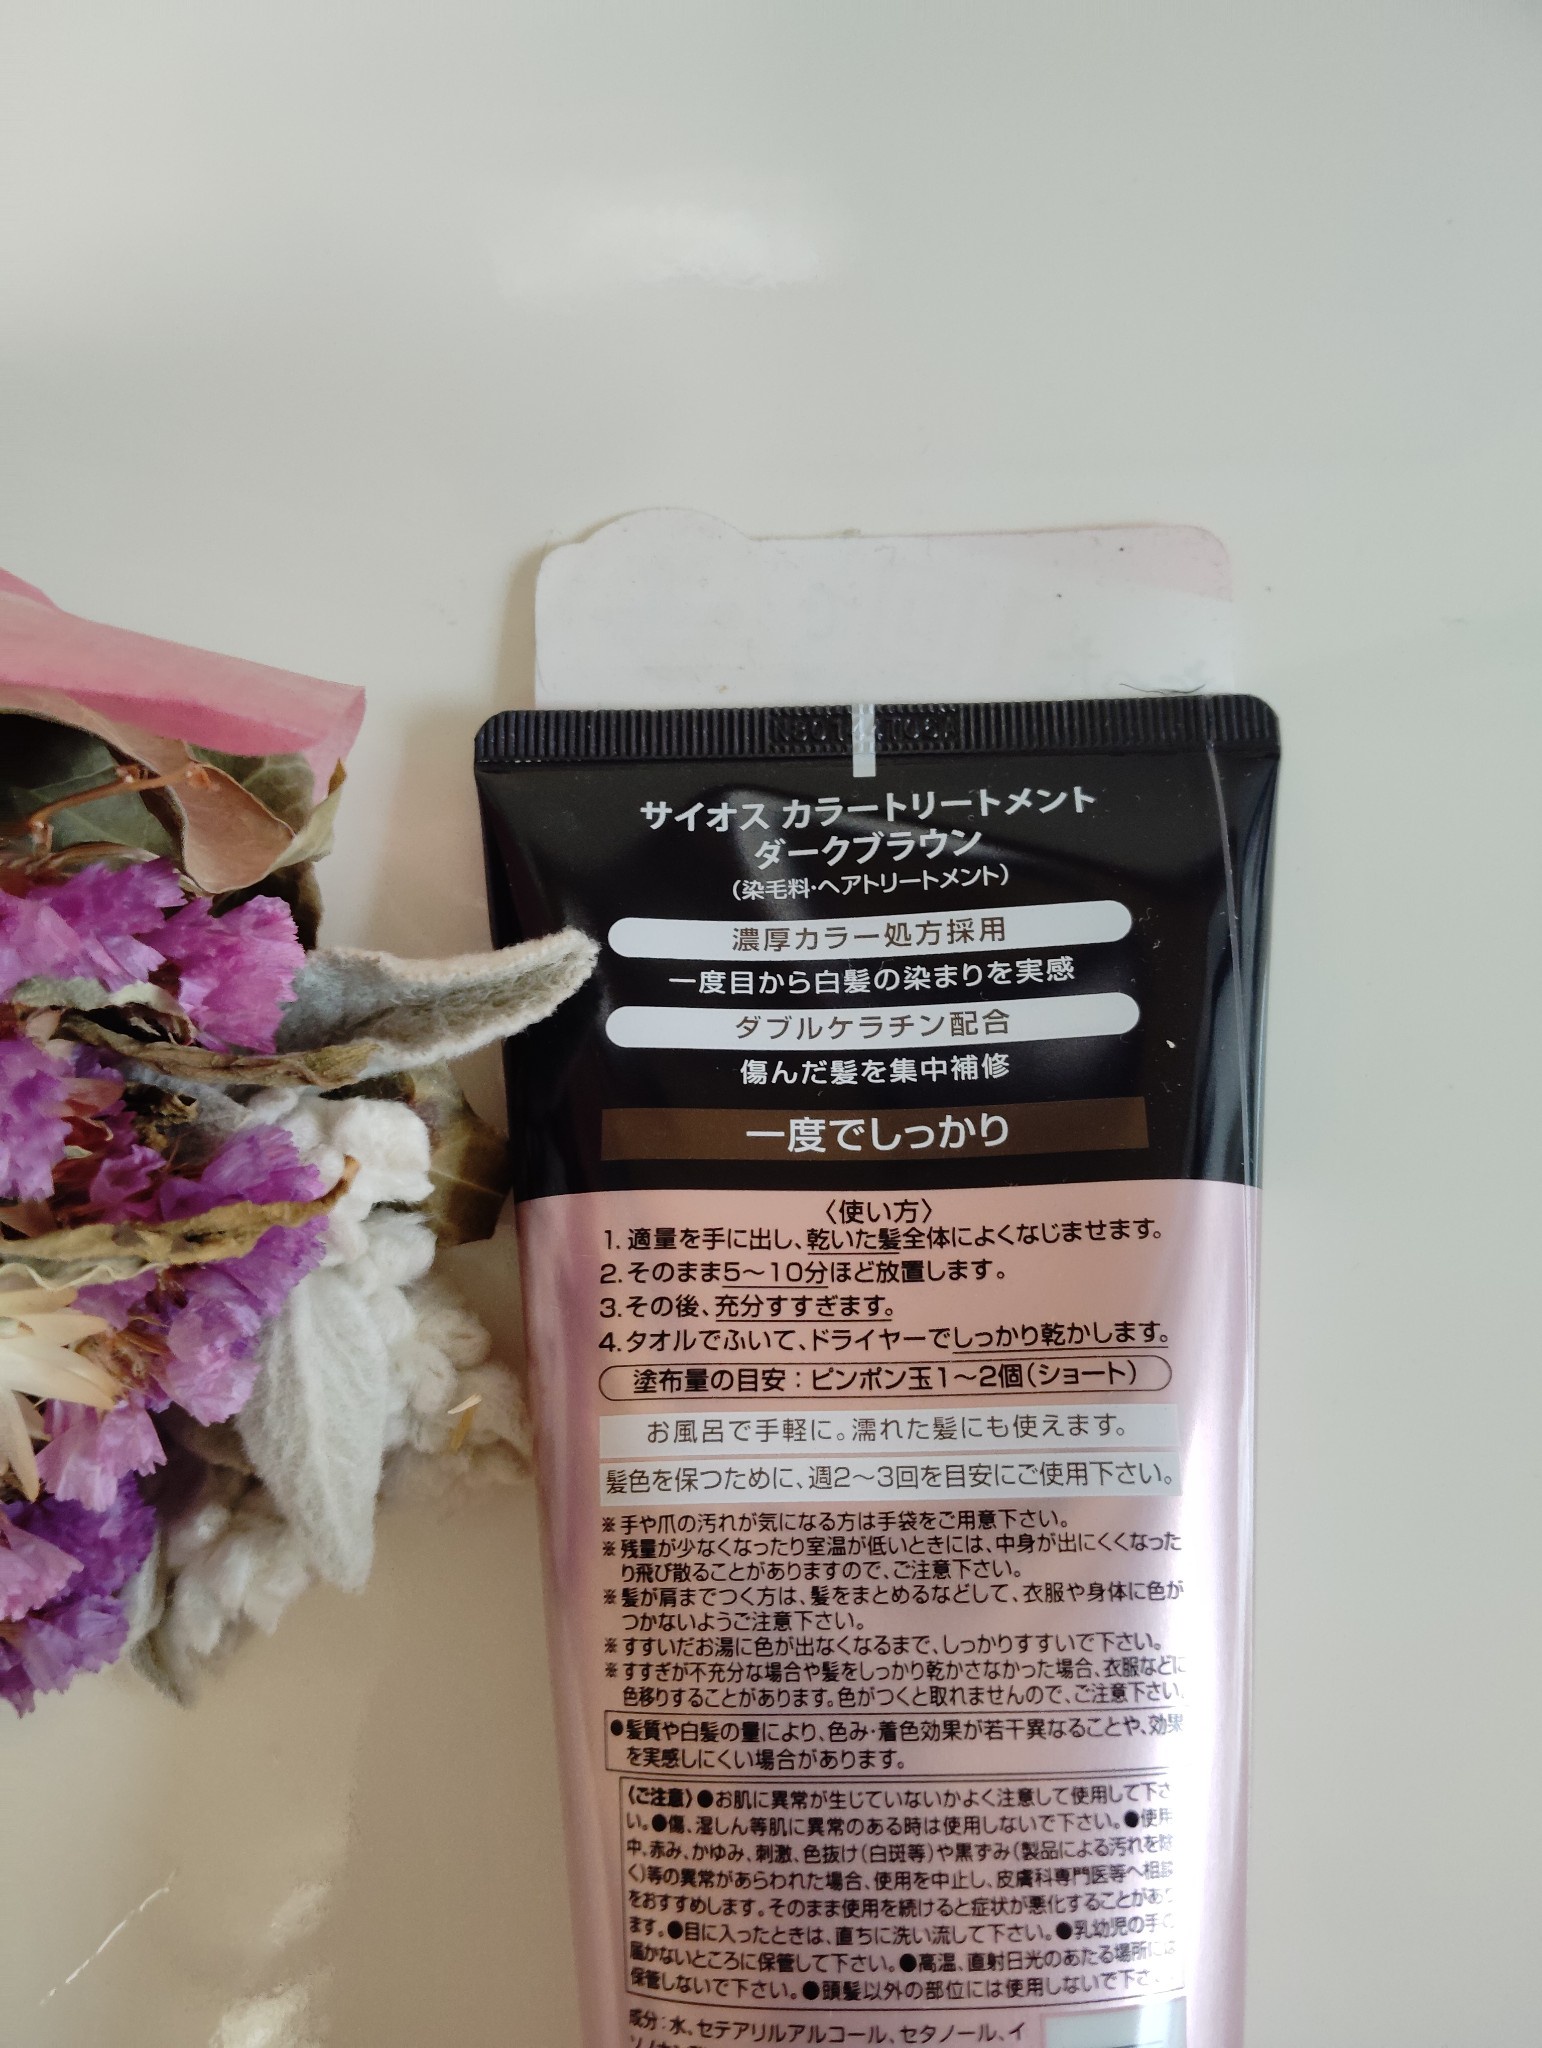 サイオス カラートリートメント
ダークブラウン
(染毛料・ヘアトリートメント)
濃厚カラー処方採用
一度目から白髪の染まりを実感
ダブルケラチン配合
傷んだ髪を集中補修
一度でしっかり
〈使い方〉
1. 適量を手に出し、乾いた髪全体によくなじませます。
2. そのまま5〜10分ほど放置します。
3. その後、充分すすぎます。
4. タオルでふいて、ドライヤーでしっかり乾かします。
塗布量の目安：ピンポン玉1〜2個(ショート)
お風呂で手軽に。濡れた髪にも使えます。
髪色を保つために、週2〜3回を目安にご使用下さい。
※手や爪の汚れが気になる方は手袋をご用意下さい。
※残量が少なくなったり室温が低いときには、中身が出にくくなった
り飛び散ることがありますので、ご注意下さい。
※髪が肩までつく方は、髪をまとめるなどして、衣服や身体に色が
つかないようご注意下さい。
※すすいだお湯に色が出なくなるまで、しっかりすすいで下さい。
※すすぎが不充分な場合や髪をしっかり乾かさなかった場合、衣服などに
色移りすることがあります。色がつくと取れませんので、ご注意下さい。
●髪質や白髪の量により、色み・着色効果が若干異なることや、効果
を実感しにくい場合があります。
〈ご注意〉●お肌に異常が生じていないかよく注意して使用して下さ
い。●傷、湿しん等肌に異常のある時は使用しないで下さい。●使用
中、赤み、かゆみ、刺激、色抜け(白斑等)や黒ずみ(製品による汚れを除
く)等の異常があらわれた場合、使用を中止し、皮膚科専門医等へ相談
をおすすめします。そのまま使用を続けると症状が悪化することがあり
ます。●目に入ったときは、直ちに洗い流して下さい。●乳幼児の手の
届かないところに保管して下さい。●高温、直射日光のあたる場所には
保管しないで下さい。●頭髪以外の部位には使用しないで下さい。
成分：水、セテアリルアルコール、セタノール、イ